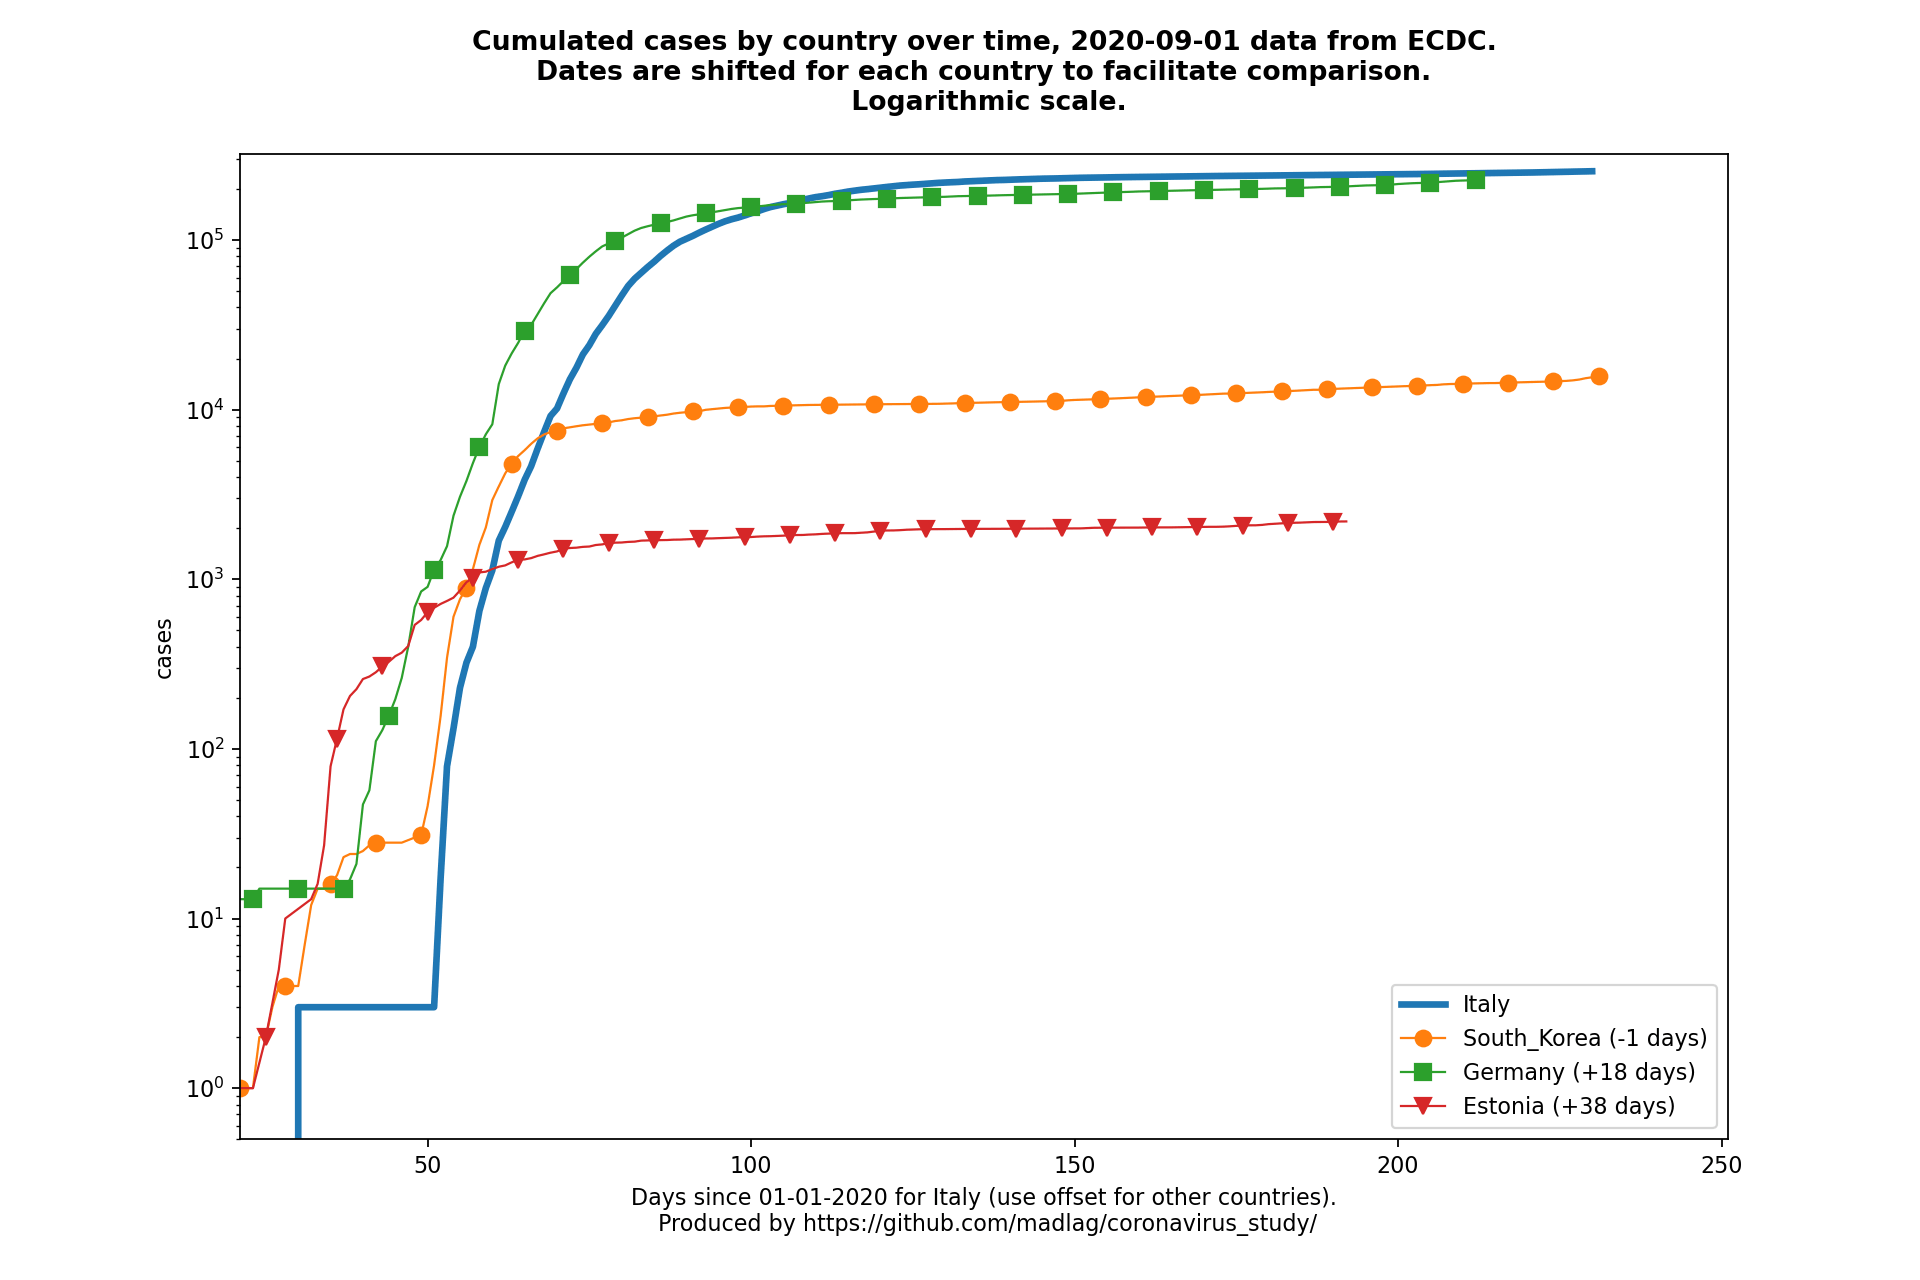 Cumulated cases by country over time, 2020-09-01 data from ECDC.
Dates are shifted for each country to facilitate comparison.
Logarithmic scale.
10^5
10^4
10^3
10^2
10^1
10^0
cases
Italy
South_Korea (-1 days)
Germany (+18 days)
Estonia (+38 days)
50 100 150 200 250
Days since 01-01-2020 for Italy (use offset for other countries).
Produced by https://github.com/madlag/coronavirus_study/